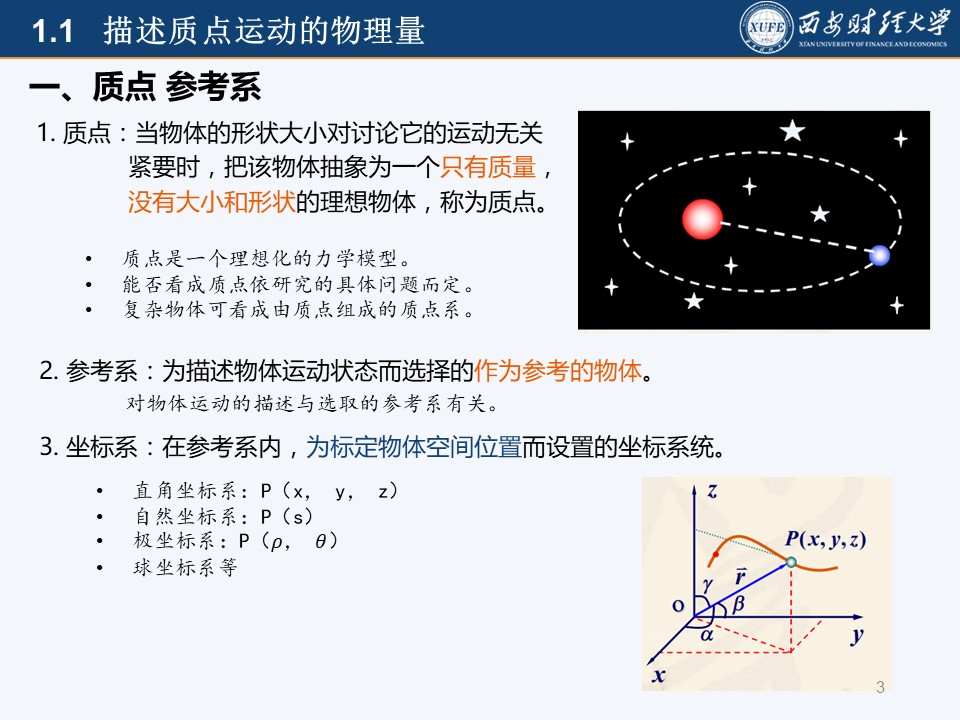 1.1 描述质点运动的物理量
XUFE
西安财经大学
XI'AN UNIVERSITY OF FINANCE AND ECONOMICS
一、质点 参考系
1. 质点：当物体的形状大小对讨论它的运动无关
紧要时，把该物体抽象为一个只有质量，
没有大小和形状的理想物体，称为质点。
• 质点是一个理想化的力学模型。
• 能否看成质点依研究的具体问题而定。
• 复杂物体可看成由质点组成的质点系。
2. 参考系：为描述物体运动状态而选择的作为参考的物体。
对物体运动的描述与选取的参考系有关。
3. 坐标系：在参考系内，为标定物体空间位置而设置的坐标系统。
• 直角坐标系：P（x， y， z）
• 自然坐标系：P（s）
• 极坐标系：P（ρ， θ）
• 球坐标系等
z
P(x, y, z)
γ
r⃗
o
β
α
y
x
3